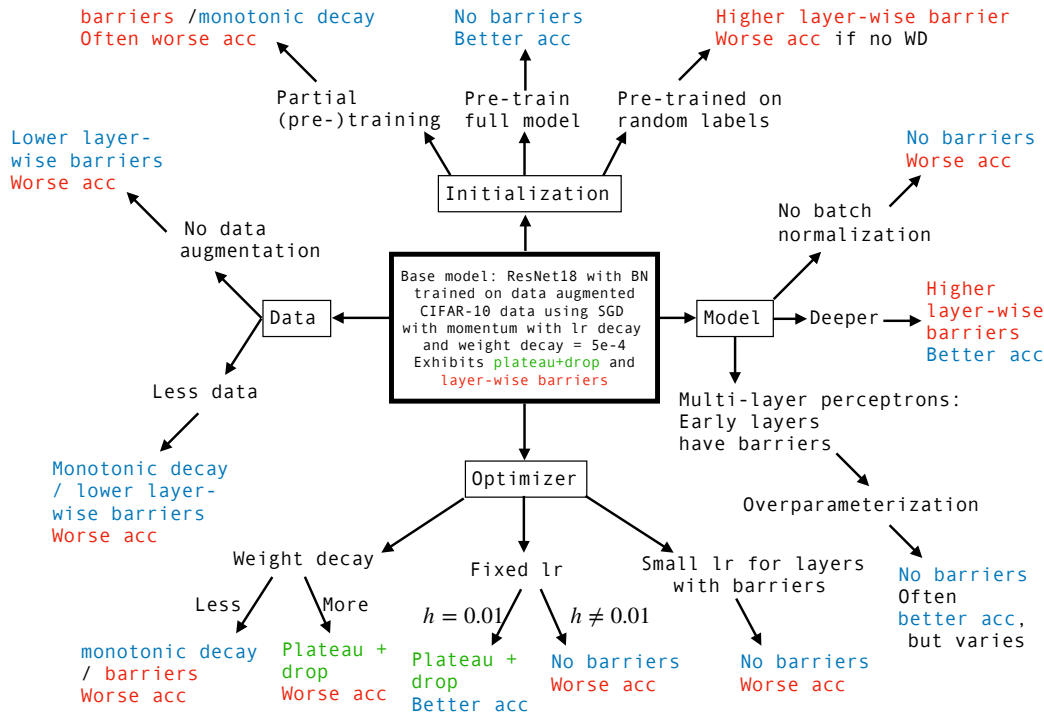 barriers /monotonic decay
Often worse acc
No barriers
Better acc
Higher layer-wise barrier
Worse acc if no WD
Partial
(pre-)training
Pre-train
full model
Pre-trained on
random labels
Lower layer-
wise barriers
Worse acc
No barriers
Worse acc
Initialization
No data
augmentation
No batch
normalization
Base model: ResNet18 with BN
trained on data augmented
CIFAR-10 data using SGD
with momentum with lr decay
and weight decay = 5e-4
Exhibits plateau+drop and
layer-wise barriers
Data
Model
Deeper
Higher
layer-wise
barriers
Better acc
Less data
Multi-layer perceptrons:
Early layers
have barriers
Monotonic decay
/ lower layer-
wise barriers
Worse acc
Optimizer
Overparameterization
Weight decay
Fixed lr
Small lr for layers
with barriers
No barriers
Often
better acc,
but varies
Less
More
h = 0.01
h ≠ 0.01
monotonic decay
/ barriers
Worse acc
Plateau +
drop
Worse acc
Plateau +
drop
Better acc
No barriers
Worse acc
No barriers
Worse acc